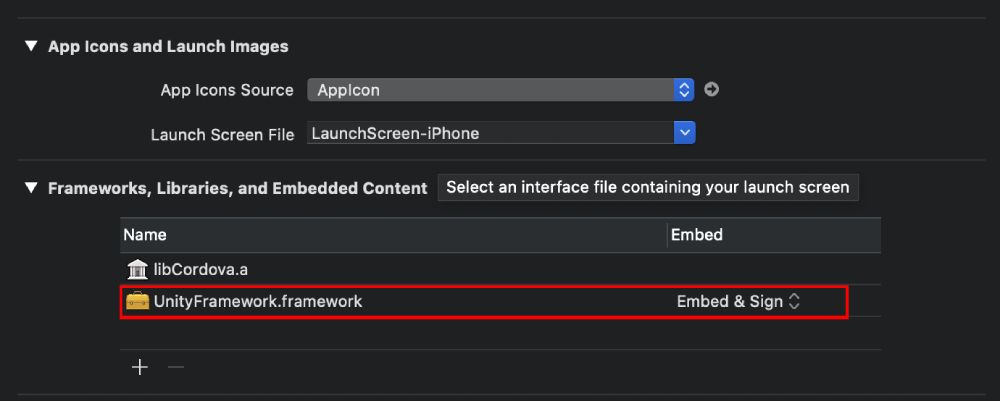 App Icons and Launch Images
App Icons Source AppIcon
Launch Screen File LaunchScreen-iPhone
Frameworks, Libraries, and Embedded Content Select an interface file containing your launch screen
Name Embed
libCordova.a
UnityFramework.framework Embed & Sign